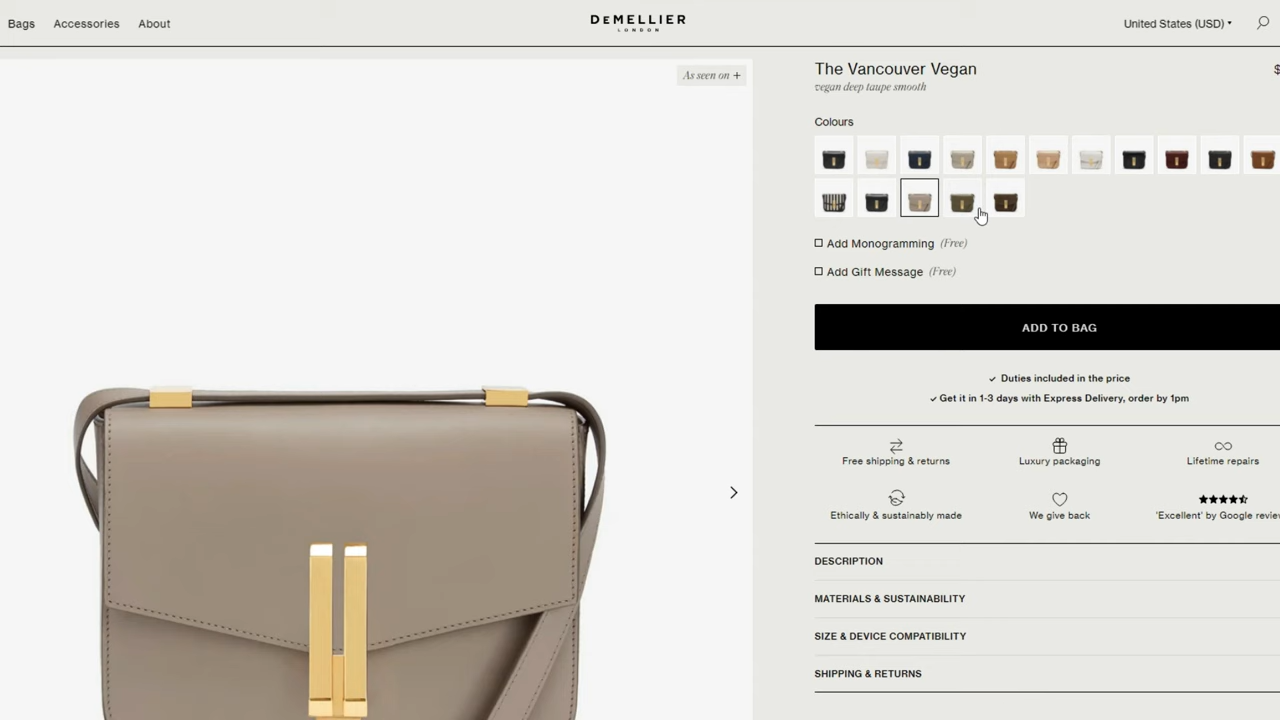 Bags Accessories About
DEMELLIER
LONDON
United States (USD)
As seen on +
The Vancouver Vegan
$
vegan deep taupe smooth
Colours
Add Monogramming (Free)
Add Gift Message (Free)
ADD TO BAG
✓ Duties included in the price
✓ Get it in 1-3 days with Express Delivery, order by 1pm
Free shipping & returns
Luxury packaging
Lifetime repairs
Ethically & sustainably made
We give back
'Excellent' by Google review
DESCRIPTION
MATERIALS & SUSTAINABILITY
SIZE & DEVICE COMPATIBILITY
SHIPPING & RETURNS